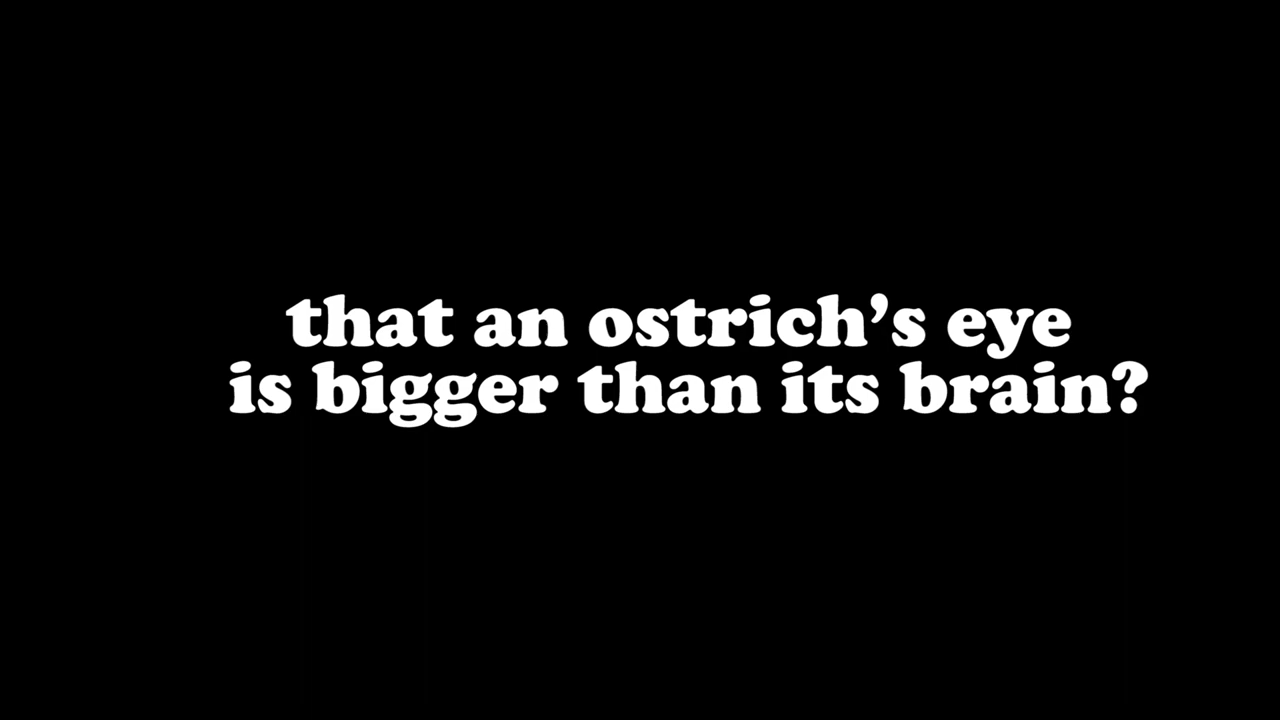 that an ostrich’s eye
is bigger than its brain?